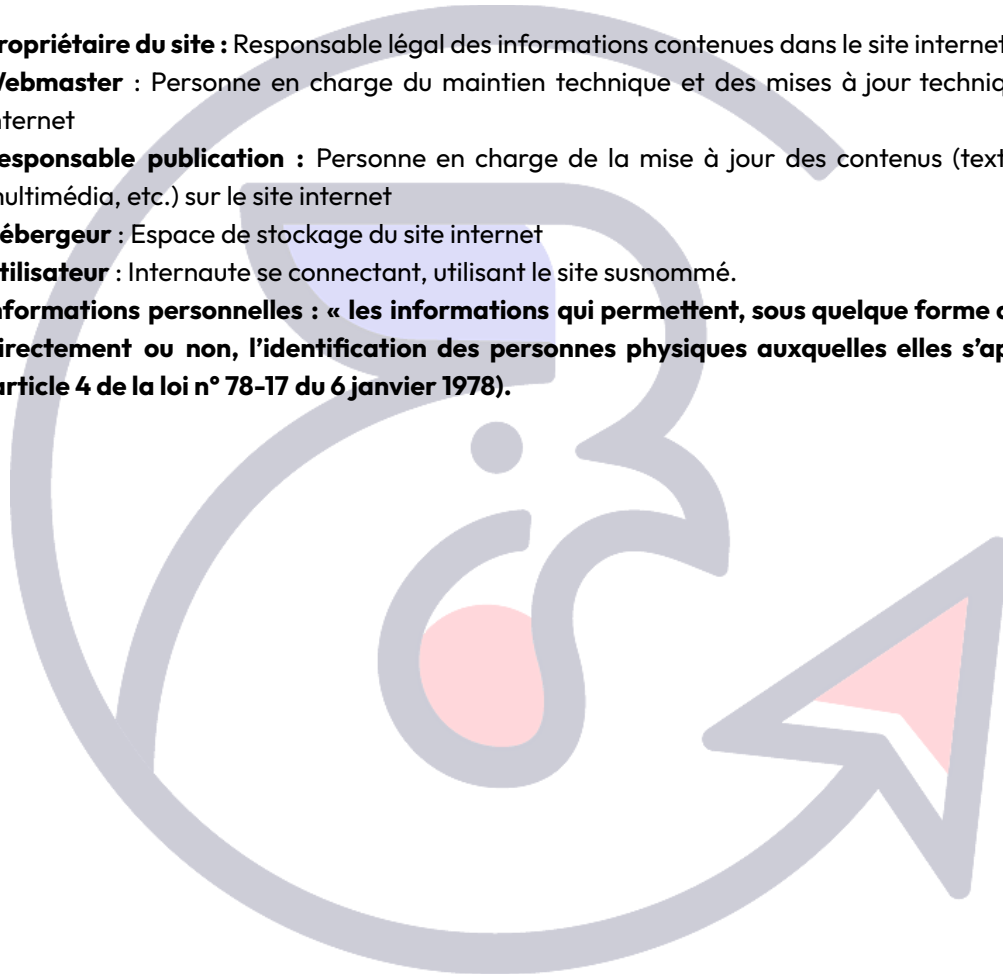 ropriétaire du site : Responsable légal des informations contenues dans le site internet
Webmaster : Personne en charge du maintien technique et des mises à jour techniq
nternet
esponsable publication : Personne en charge de la mise à jour des contenus (text
multimédia, etc.) sur le site internet
ébergeur : Espace de stockage du site internet
tilisateur : Internaute se connectant, utilisant le site susnommé.
nformations personnelles : « les informations qui permettent, sous quelque forme
directement ou non, l’identification des personnes physiques auxquelles elles s’ap
article 4 de la loi n° 78-17 du 6 janvier 1978).